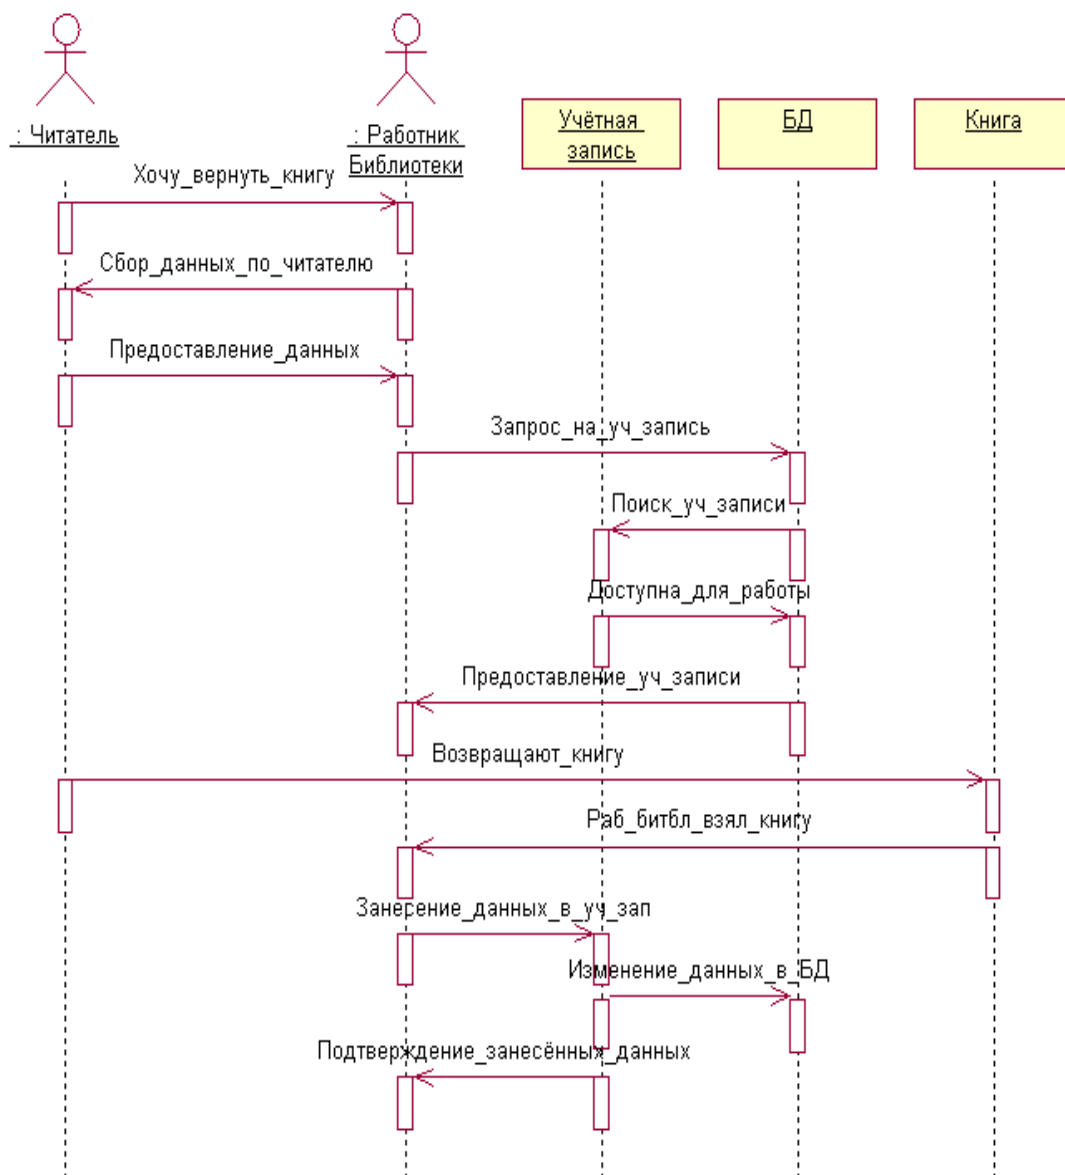 : Читатель
: Работник
Библиотеки
Учётная
запись
БД
Книга
Хочу_вернуть_книгу
Сбор_данных_по_читателю
Предоставление_данных
Запрос_на_уч_запись
Поиск_уч_записи
Доступна_для_работы
Предоставление_уч_записи
Возвращают_книгу
Раб_битбл_взял_книгу
Занесение_данных_в_уч_зап
Изменение_данных_в_БД
Подтверждение_занесённых_данных